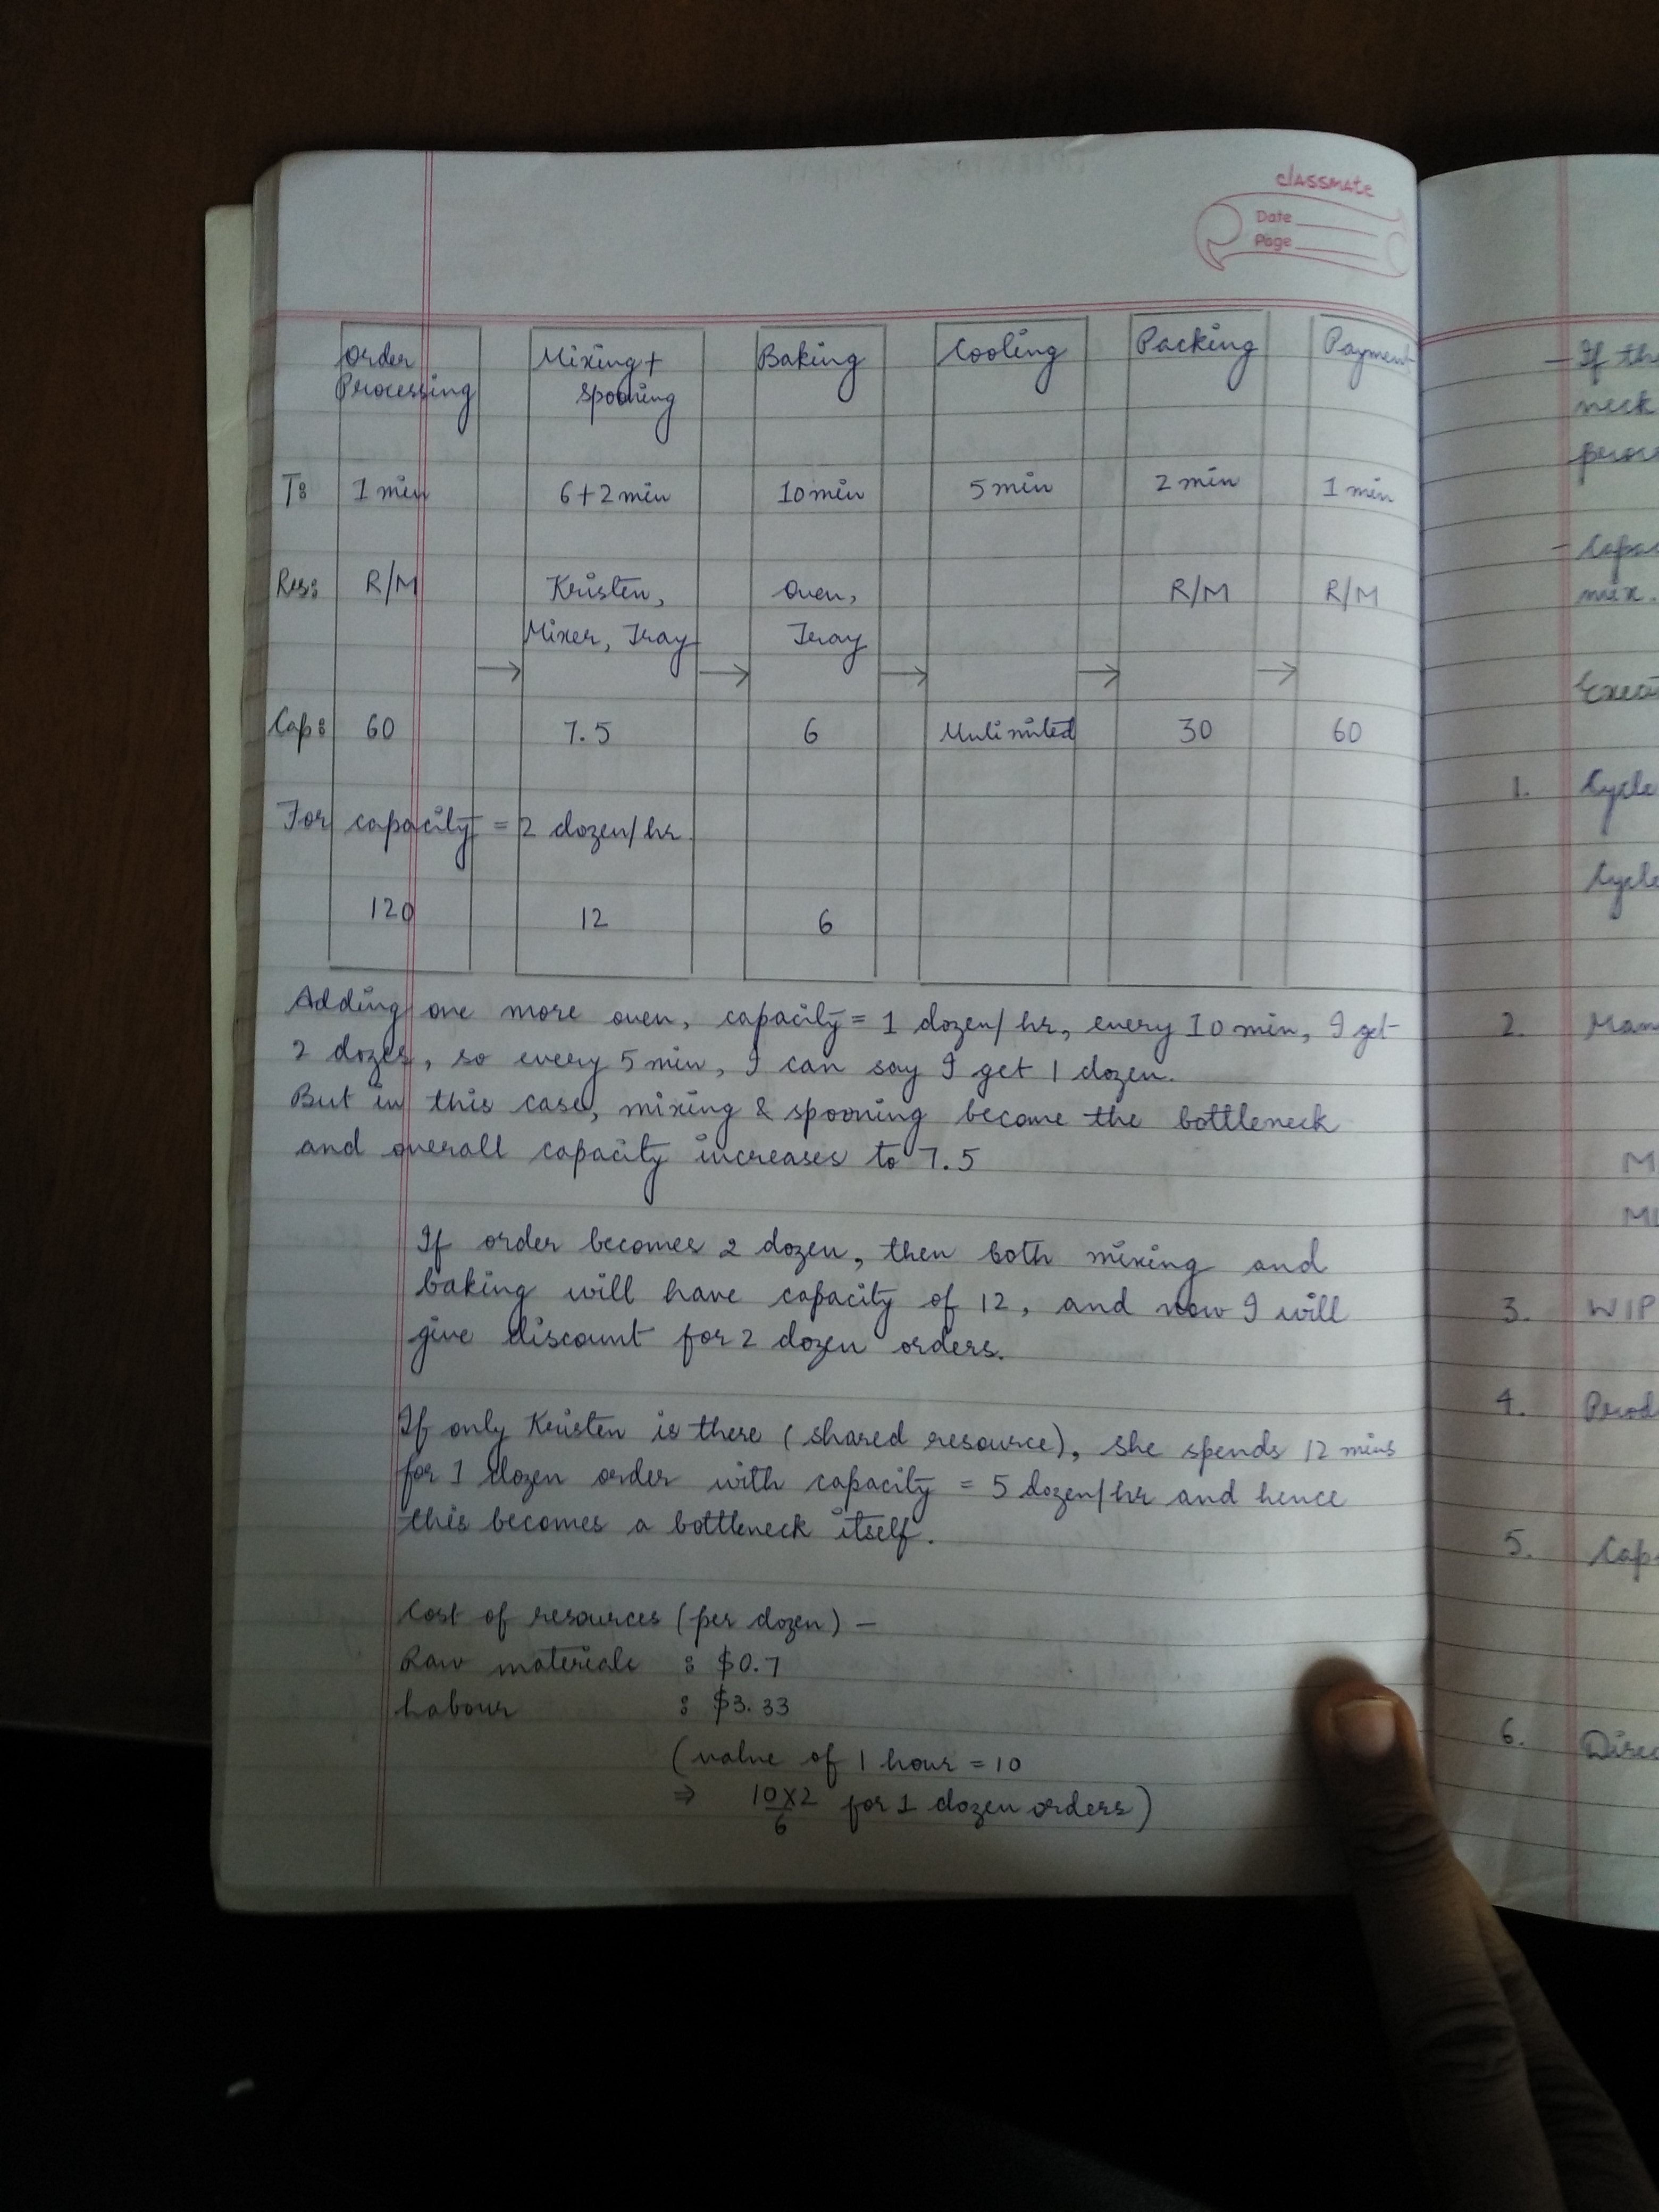 classmate
Date
Page
Order Processing Mixing + Spooning Baking Cooling Packing Payment
T: 1 min 6+2 min 10 min 5 min 2 min 1 min
Res: R/M Kristen, Oven, R/M R/M
Mixer, Tray Tray
→ → → → →
Cap: 60 7.5 6 Unlimited 30 60
For capacity = 2 dozen/hr
120 12 6
Adding one more oven, capacity = 1 dozen/hr, every 10 min, I get
2 dozes, so every 5 min, I can say I get 1 dozen.
But in this case, mixing & spooning become the bottleneck
and overall capacity increases to 7.5
If order becomes 2 dozen, then both mixing and
baking will have capacity of 12, and now I will
give discount for 2 dozen orders.
If only Kristen is there (shared resource), she spends 12 mins
for 1 dozen order with capacity = 5 dozen/hr and hence
this becomes a bottleneck itself.
Cost of resources (per dozen) -
Raw materials : $0.7
Labour : $3.33
(value of 1 hour = 10
⇒ 10x2/6 for 1 dozen orders)
- If the
neck
-
mix.
1. Cycle
Cycle
2.
3. WIP
4. Prod
5. Cap
6. Direc